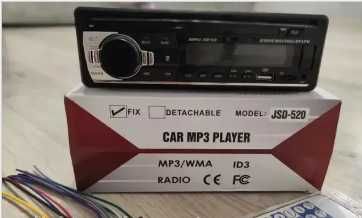 FIX DETACHABLE MODEL: JSD-520
CAR MP3 PLAYER
MP3/WMA ID3
RADIO CE FC